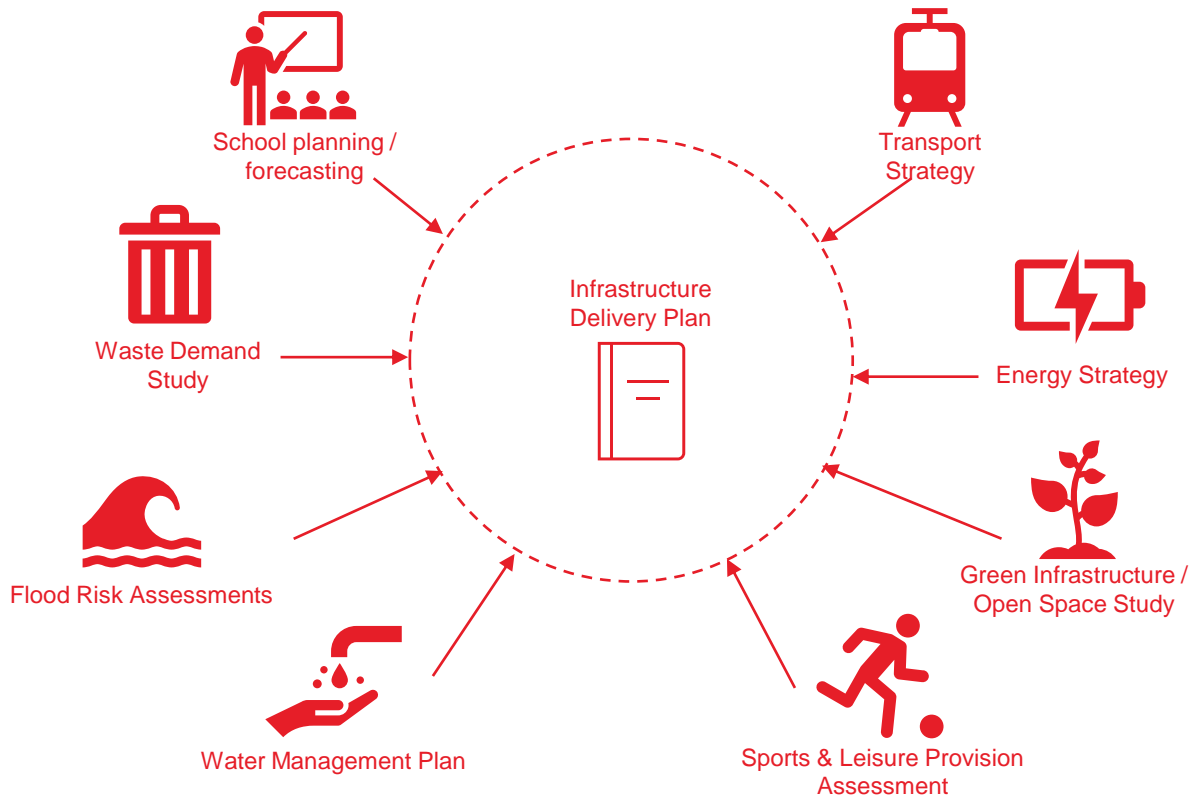 School planning /
forecasting
Transport
Strategy
Infrastructure
Delivery Plan
Waste Demand
Study
Energy Strategy
Flood Risk Assessments
Green Infrastructure /
Open Space Study
Water Management Plan
Sports & Leisure Provision
Assessment